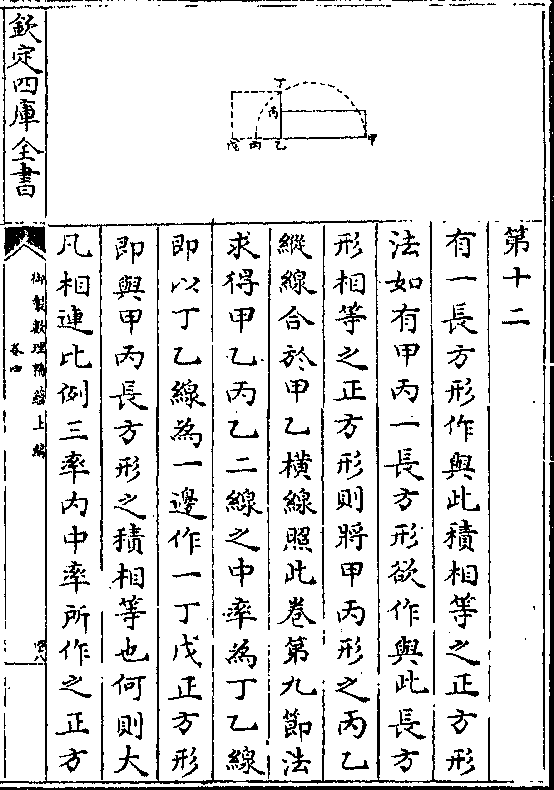 第十二
有一長方形作與此積相等之正方形
法如有甲丙一長方形欲作與此長方
形相等之正方形則將甲丙形之丙乙
縱線合於甲乙橫線照此卷第九節法
求得甲乙丙乙二線之中率為丁乙線
即以丁乙線為一邊作一丁戊正方形
即與甲丙長方形之積相等也何則大
凡相連比例三率內中率所作之正方
丁
丙
戊 丙 乙 甲
欽定四庫全書
御製數理精蘊上編
卷四